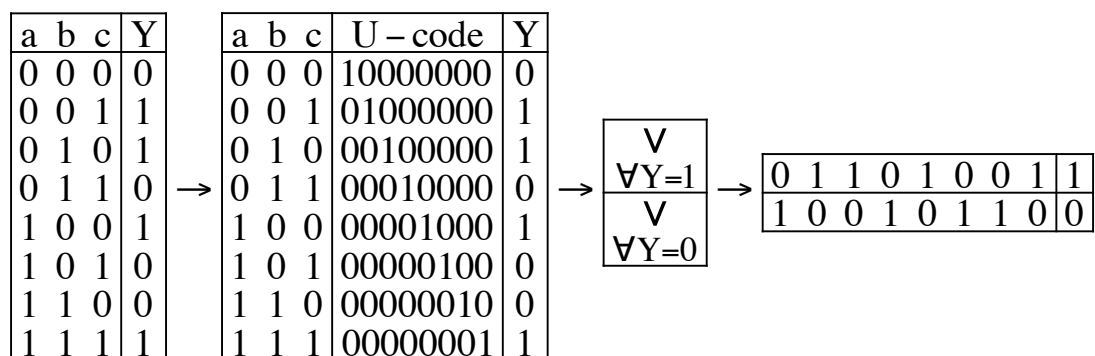 a b c Y
0 0 0 0
0 0 1 1
0 1 0 1
0 1 1 0
1 0 0 1
1 0 1 0
1 1 0 0
1 1 1 1
→
a b c U – code Y
0 0 0 10000000 0
0 0 1 01000000 1
0 1 0 00100000 1
0 1 1 00010000 0
1 0 0 00001000 1
1 0 1 00000100 0
1 1 0 00000010 0
1 1 1 00000001 1
→
∨
∀Y=1
∨
∀Y=0
→
0 1 1 0 1 0 0 1 1
1 0 0 1 0 1 1 0 0